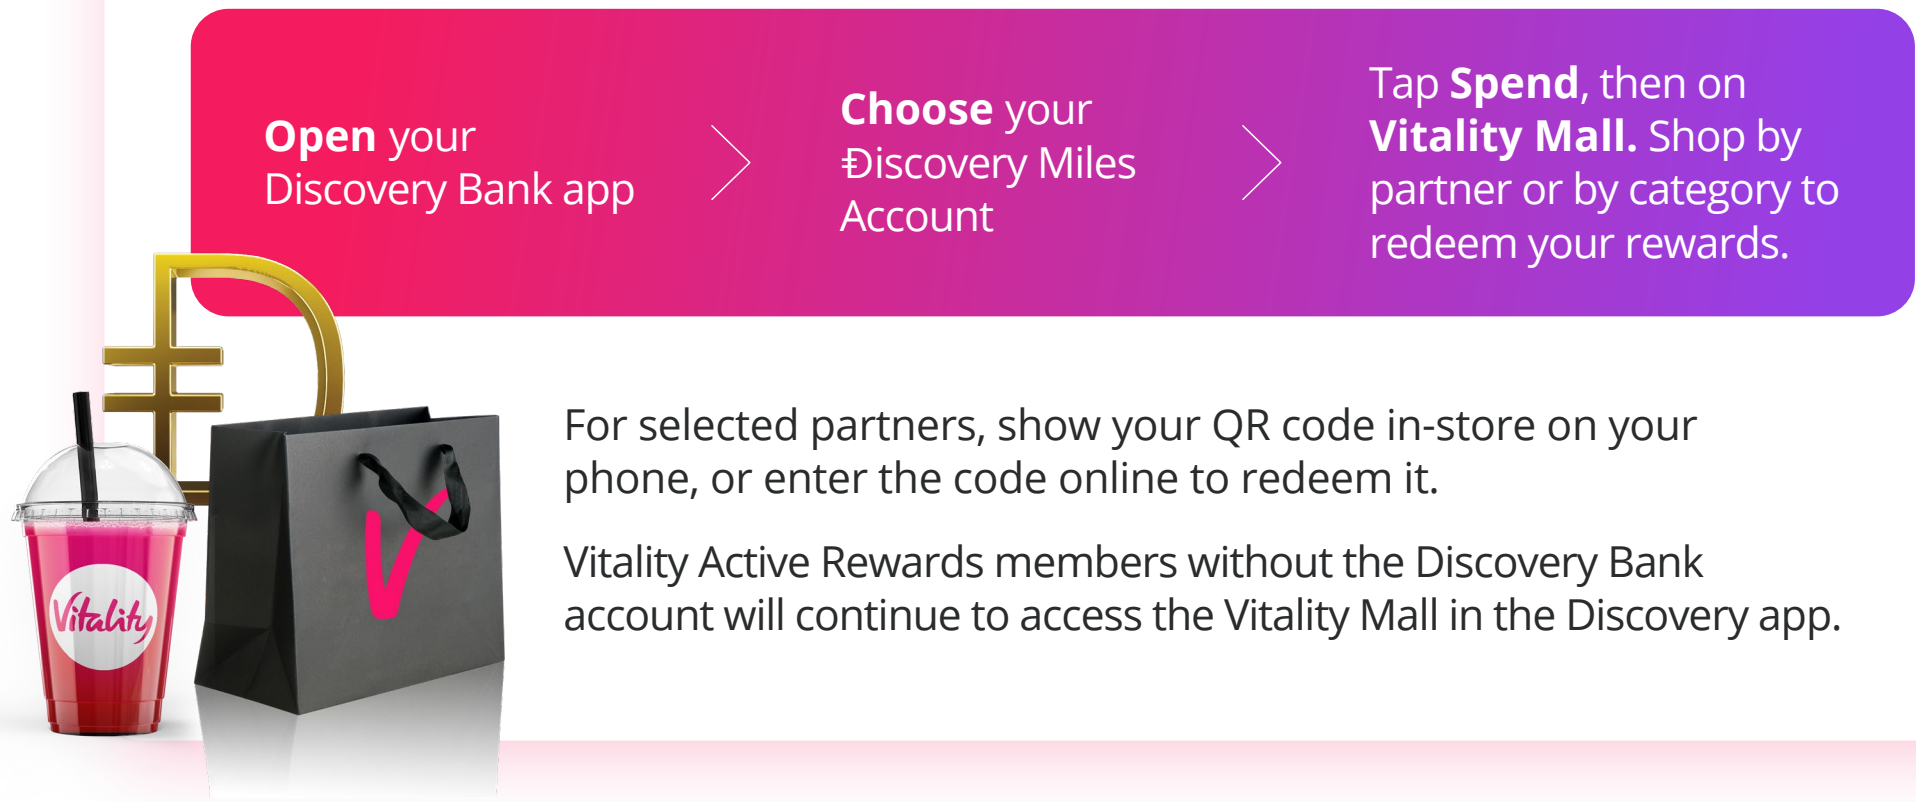 Open your
Discovery Bank app
Choose your
Điscovery Miles
Account
Tap Spend, then on
Vitality Mall. Shop by
partner or by category to
redeem your rewards.
For selected partners, show your QR code in-store on your
phone, or enter the code online to redeem it.
Vitality Active Rewards members without the Discovery Bank
account will continue to access the Vitality Mall in the Discovery app.
Vitality
V